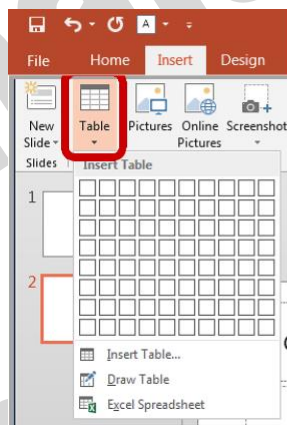 A
File Home Insert Design
New Slide Table Pictures Online Pictures Screenshot
Slides Insert Table
1
2
Insert Table...
Draw Table
Excel Spreadsheet